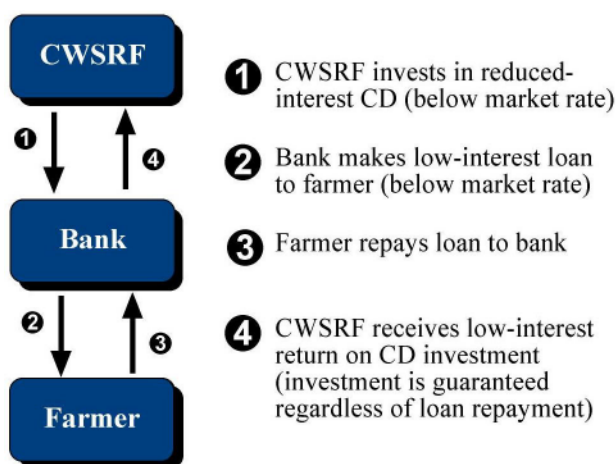 CWSRF
1
4
Bank
2
3
Farmer
1 CWSRF invests in reduced-
interest CD (below market rate)
2 Bank makes low-interest loan
to farmer (below market rate)
3 Farmer repays loan to bank
4 CWSRF receives low-interest
return on CD investment
(investment is guaranteed
regardless of loan repayment)